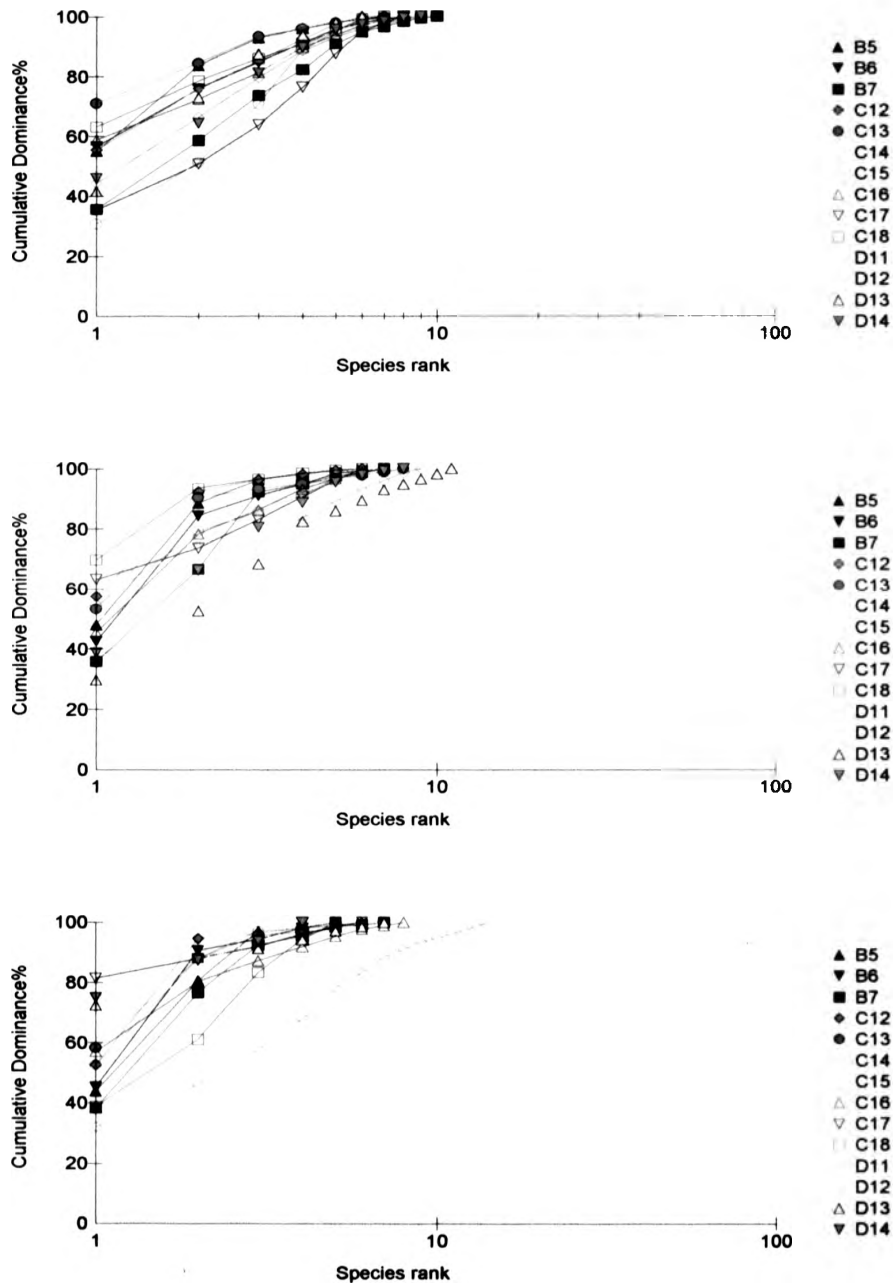 100
80
60
40
20
0
Cumulative Dominance%
1 10 100
Species rank
B5
B6
B7
C12
C13
C14
C15
C16
C17
C18
D11
D12
D13
D14
100
80
60
40
20
0
Cumulative Dominance%
1 10 100
Species rank
B5
B6
B7
C12
C13
C14
C15
C16
C17
C18
D11
D12
D13
D14
100
80
60
40
20
0
Cumulative Dominance%
1 10 100
Species rank
B5
B6
B7
C12
C13
C14
C15
C16
C17
C18
D11
D12
D13
D14